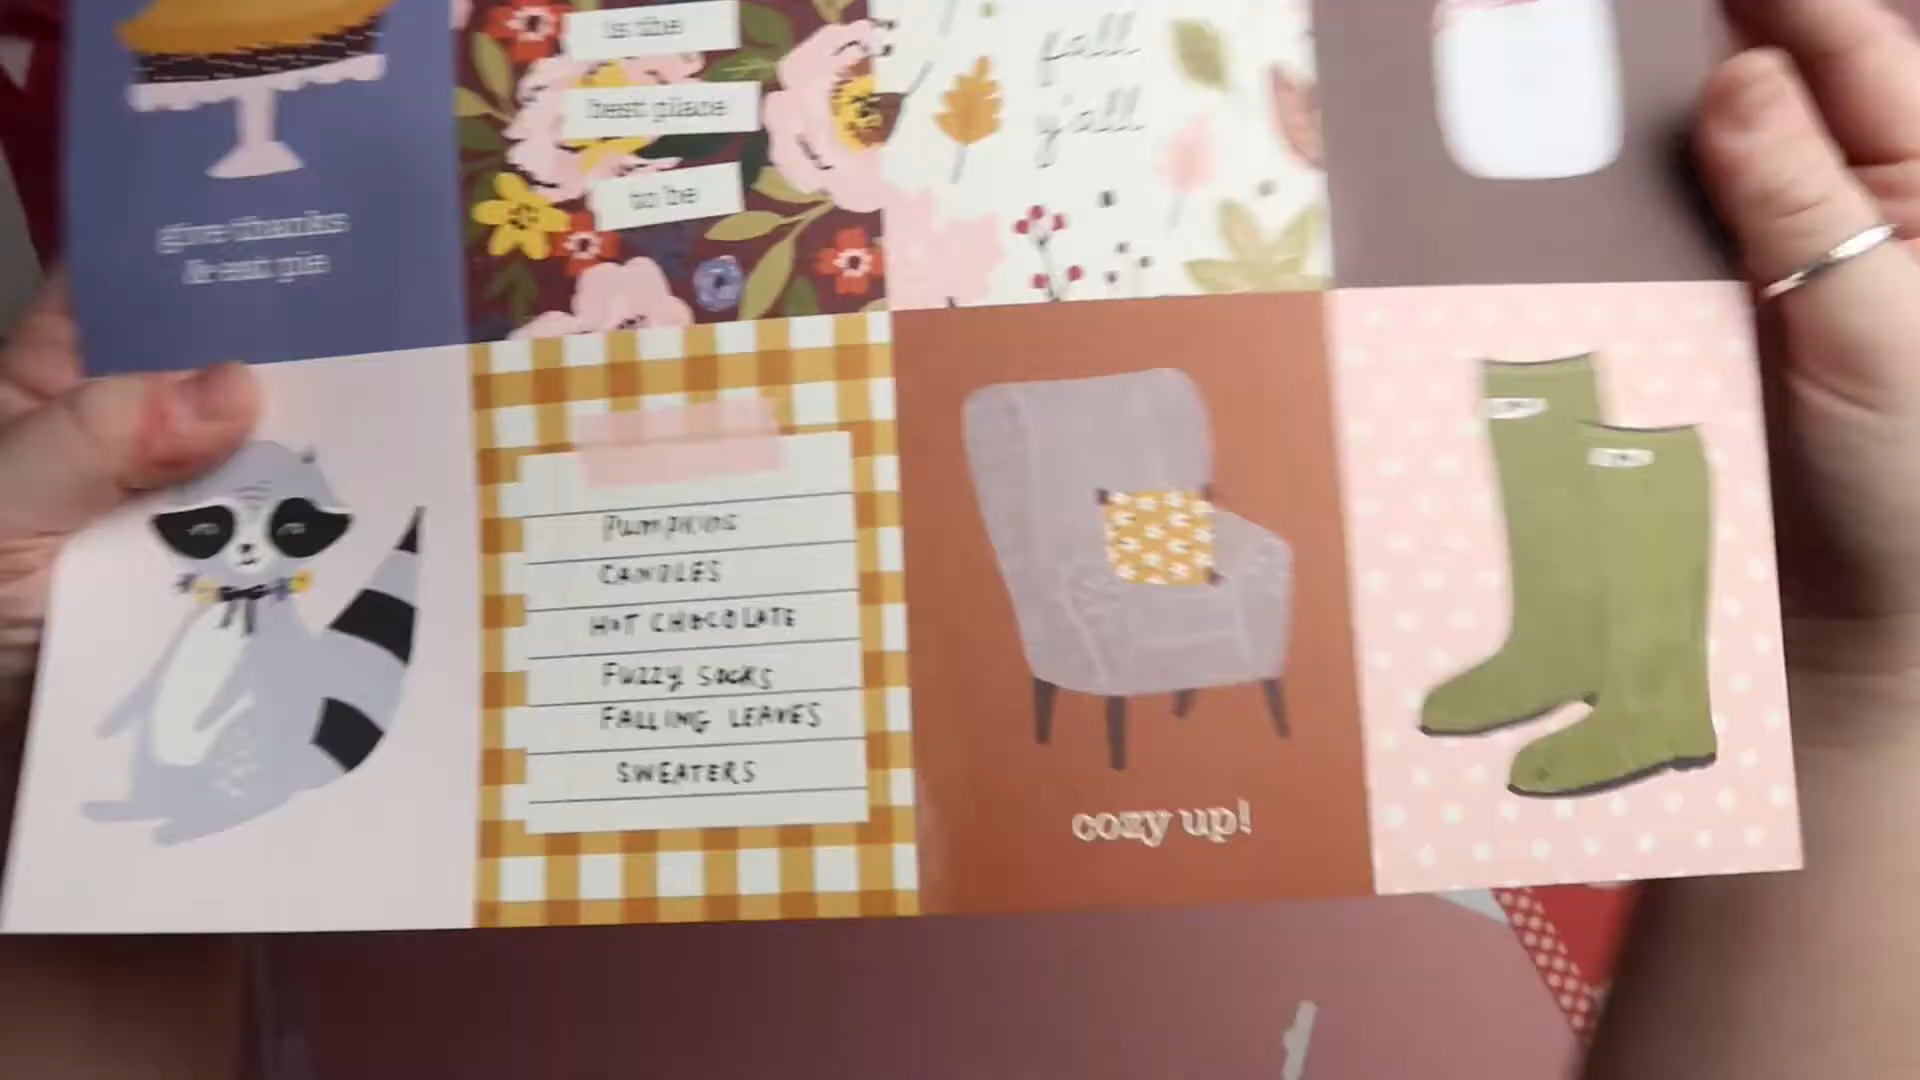 give thanks
& eat pie
is the
best place
to be
fall
y'all
PUMPKINS
CANDLES
HOT CHOCOLATE
FUZZY SOCKS
FALLING LEAVES
SWEATERS
cozy up!